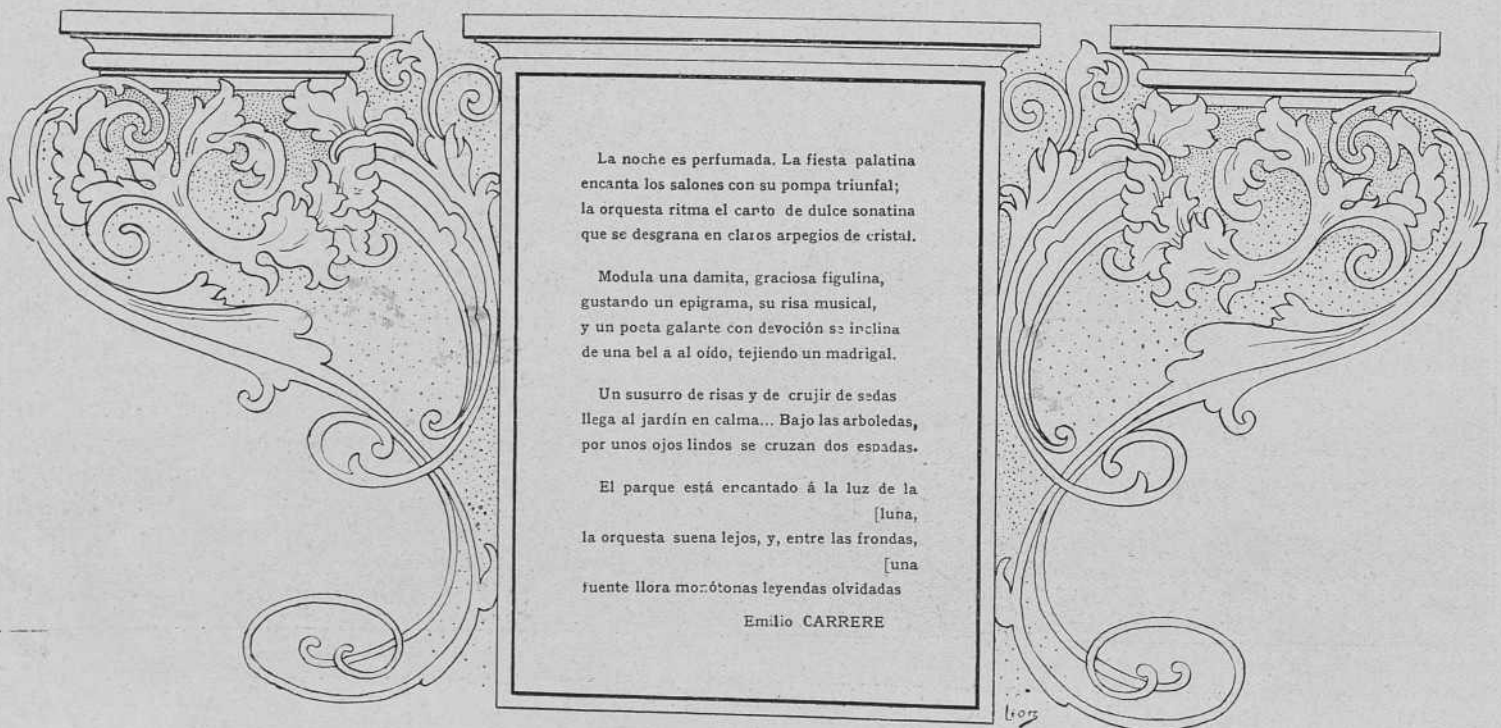 La noche es perfumada. La fiesta palatina
encanta los salones con su pompa triunfal;
la orquesta ritma el canto de dulce sonatina
que se desgrana en claros arpegios de cristal.
Modula una damita, graciosa figulina,
gustando un epigrama, su risa musical,
y un poeta galante con devoción se inclina
de una bel a al oído, tejiendo un madrigal.
Un susurro de risas y de crujir de sedas
llega al jardín en calma... Bajo las arboledas,
por unos ojos lindos se cruzan dos espadas.
El parque está encantado á la luz de la
[luna,
la orquesta suena lejos, y, entre las frondas,
[una
fuente llora monótonas leyendas olvidadas
Emilio CARRERE